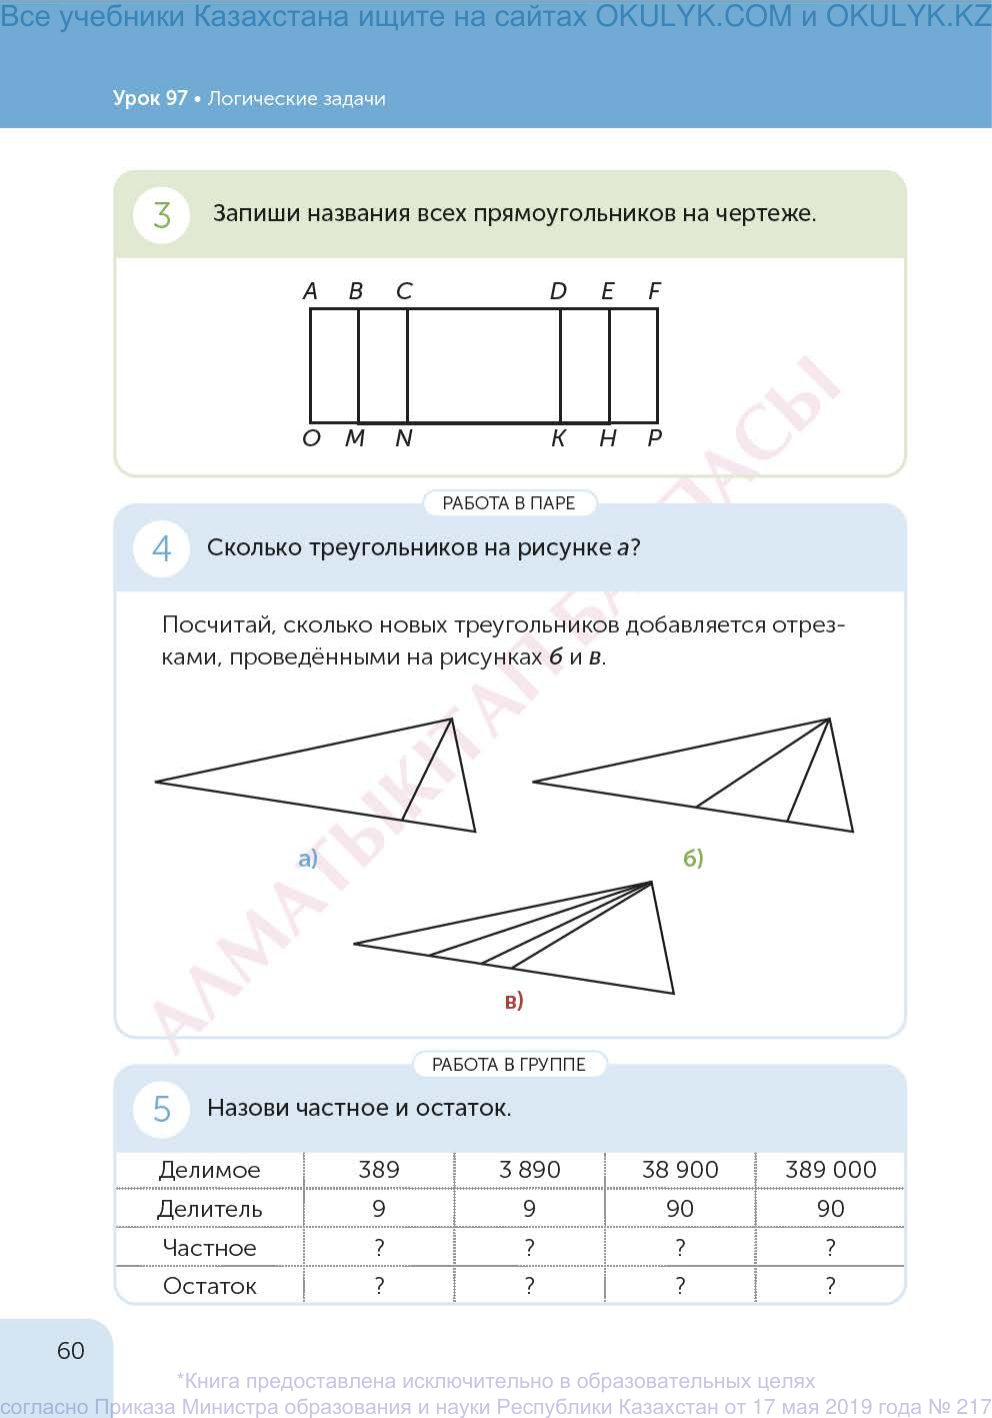 Все учебники Казахстана ищите на сайтах OKULYK.COM и OKULYK.KZ
Урок 97 • Логические задачи
3 Запиши названия всех прямоугольников на чертеже.
A B C D E F
O M N K H P
РАБОТА В ПАРЕ
4 Сколько треугольников на рисунке а?
Посчитай, сколько новых треугольников добавляется отрез-
ками, проведёнными на рисунках б и в.
а) б)
в)
АЛМАТЫКІТАП БАСПАСЫ
РАБОТА В ГРУППЕ
5 Назови частное и остаток.
Делимое 389 3 890 38 900 389 000
Делитель 9 9 90 90
Частное ? ? ? ?
Остаток ? ? ? ?
60
*Книга предоставлена исключительно в образовательных целях
согласно Приказа Министра образования и науки Республики Казахстан от 17 мая 2019 года № 217